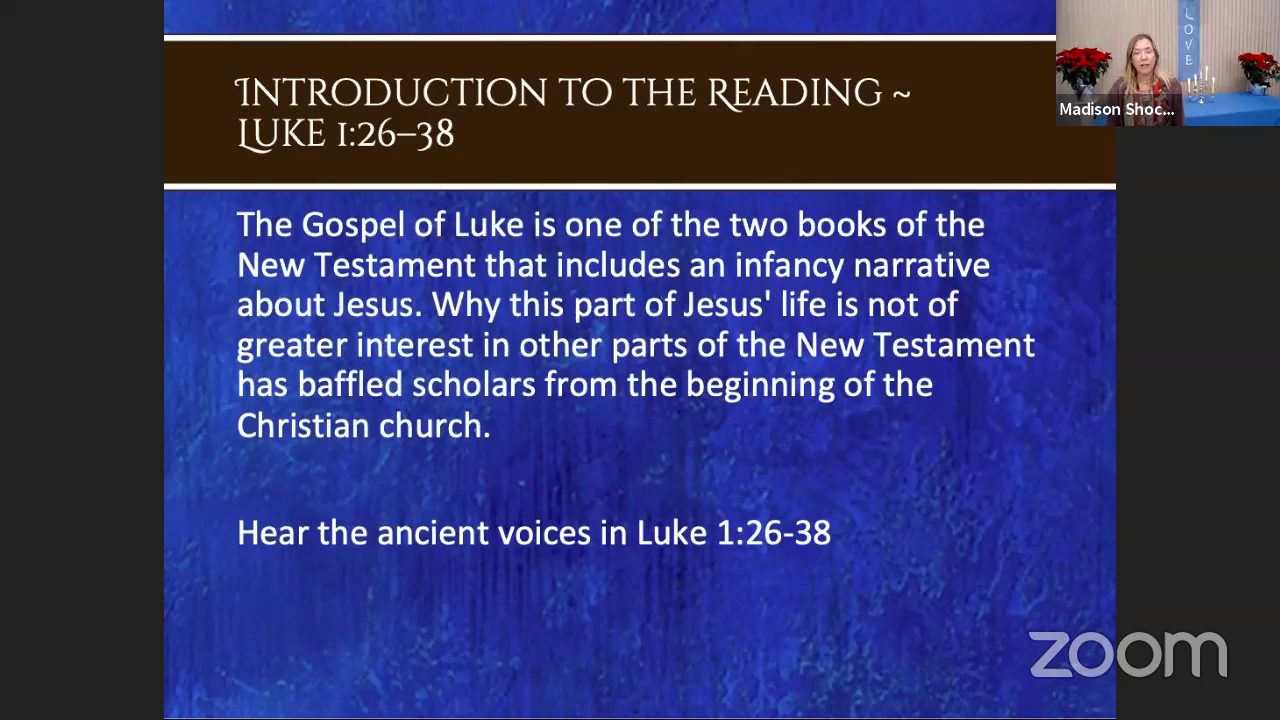 INTRODUCTION TO THE READING ~
LUKE 1:26–38
The Gospel of Luke is one of the two books of the
New Testament that includes an infancy narrative
about Jesus. Why this part of Jesus' life is not of
greater interest in other parts of the New Testament
has baffled scholars from the beginning of the
Christian church.
Hear the ancient voices in Luke 1:26-38
LOVE
Madison Shoc...
zoom